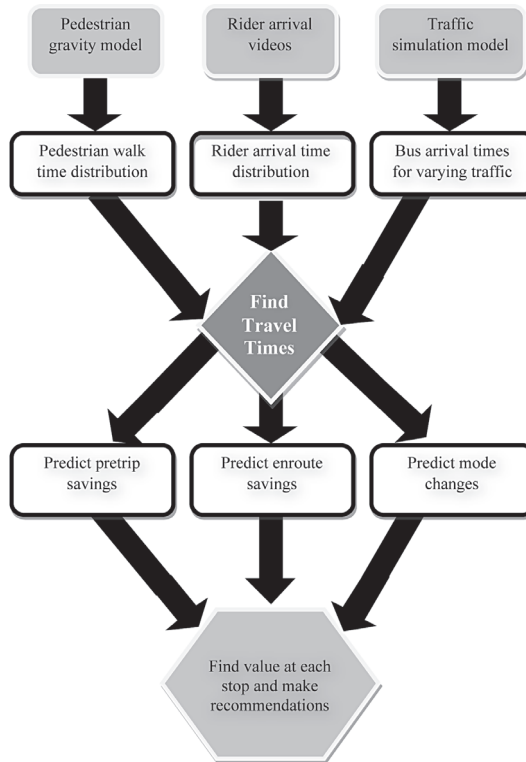 Pedestrian
gravity model
Rider arrival
videos
Traffic
simulation model
Pedestrian walk
time distribution
Rider arrival time
distribution
Bus arrival times
for varying traffic
Find
Travel
Times
Predict pretrip
savings
Predict enroute
savings
Predict mode
changes
Find value at each
stop and make
recommendations